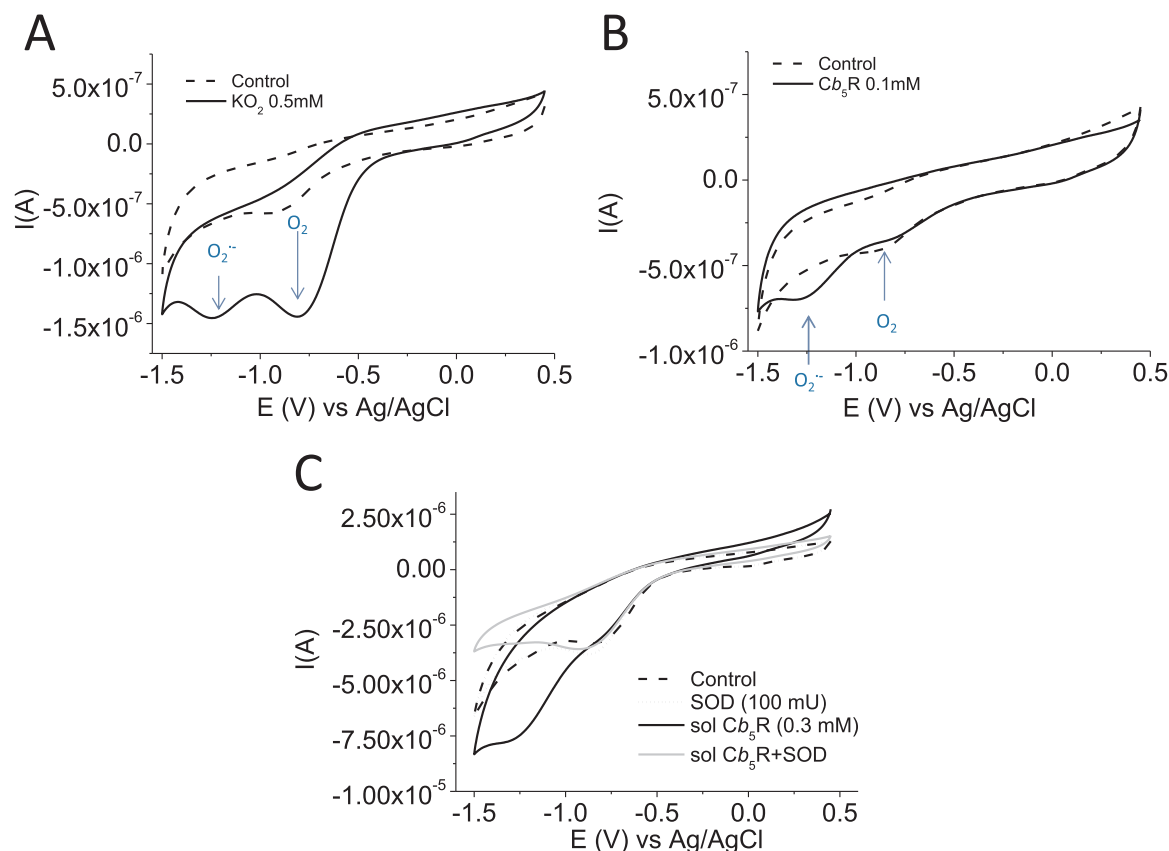 A
Control
KO2 0.5mM
5.0x10-7
0.0
-5.0x10-7
-1.0x10-6
-1.5x10-6
I(A)
O2·-
O2
-1.5 -1.0 -0.5 0.0 0.5
E (V) vs Ag/AgCl
B
Control
Cb5R 0.1mM
5.0x10-7
0.0
-5.0x10-7
-1.0x10-6
I(A)
O2
O2·-
-1.5 -1.0 -0.5 0.0 0.5
E (V) vs Ag/AgCl
C
2.50x10-6
0.00
-2.50x10-6
-5.00x10-6
-7.50x10-6
-1.00x10-5
I(A)
Control
SOD (100 mU)
sol Cb5R (0.3 mM)
sol Cb5R+SOD
-1.5 -1.0 -0.5 0.0 0.5
E (V) vs Ag/AgCl